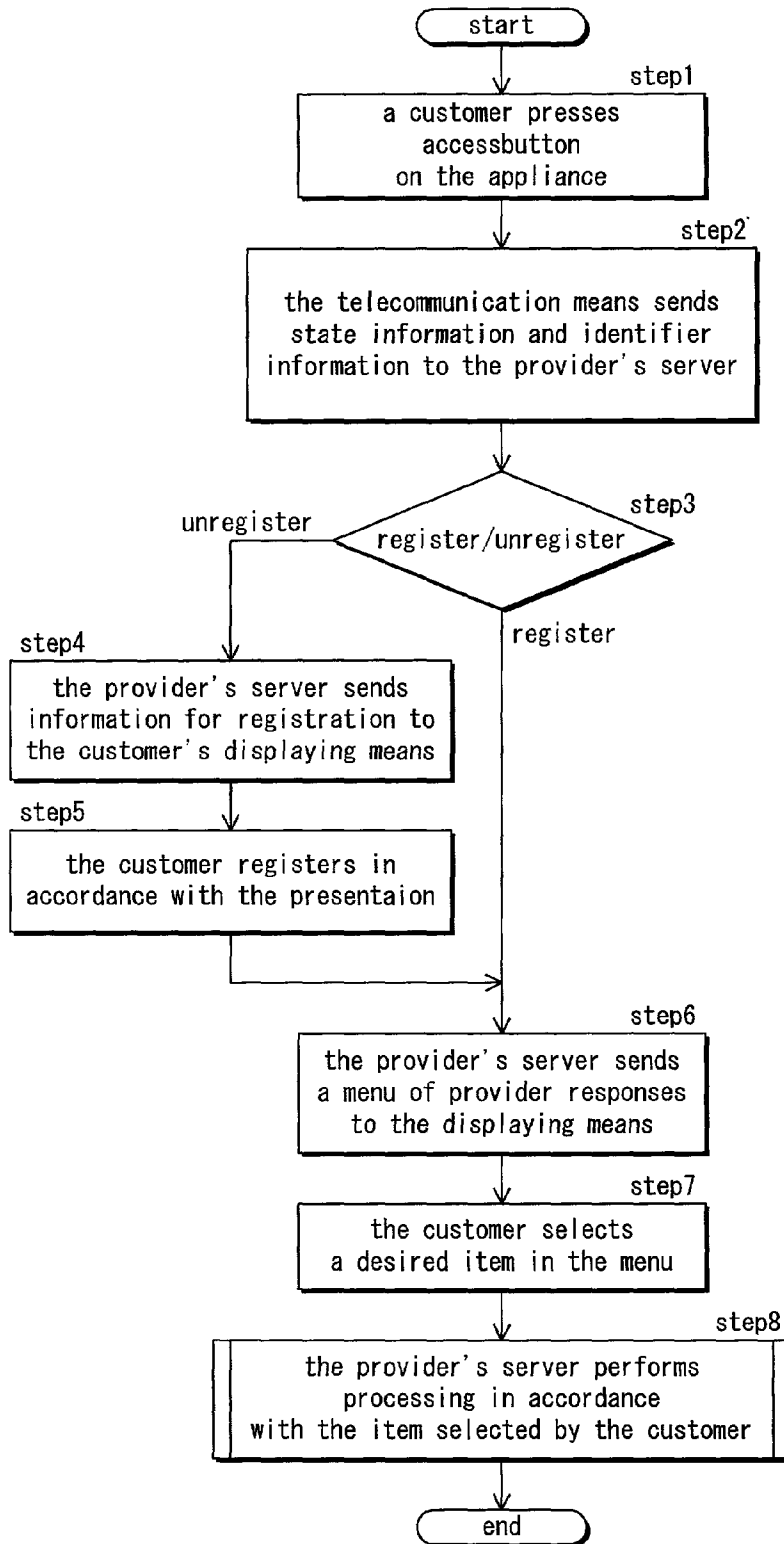 start
step1
a customer presses
accessbutton
on the appliance
step2
the telecommunication means sends
state information and identifier
information to the provider's server
step3
unregister
register/unregister
register
step4
the provider's server sends
information for registration to
the customer's displaying means
step5
the customer registers in
accordance with the presentaion
step6
the provider's server sends
a menu of provider responses
to the displaying means
step7
the customer selects
a desired item in the menu
step8
the provider's server performs
processing in accordance
with the item selected by the customer
end